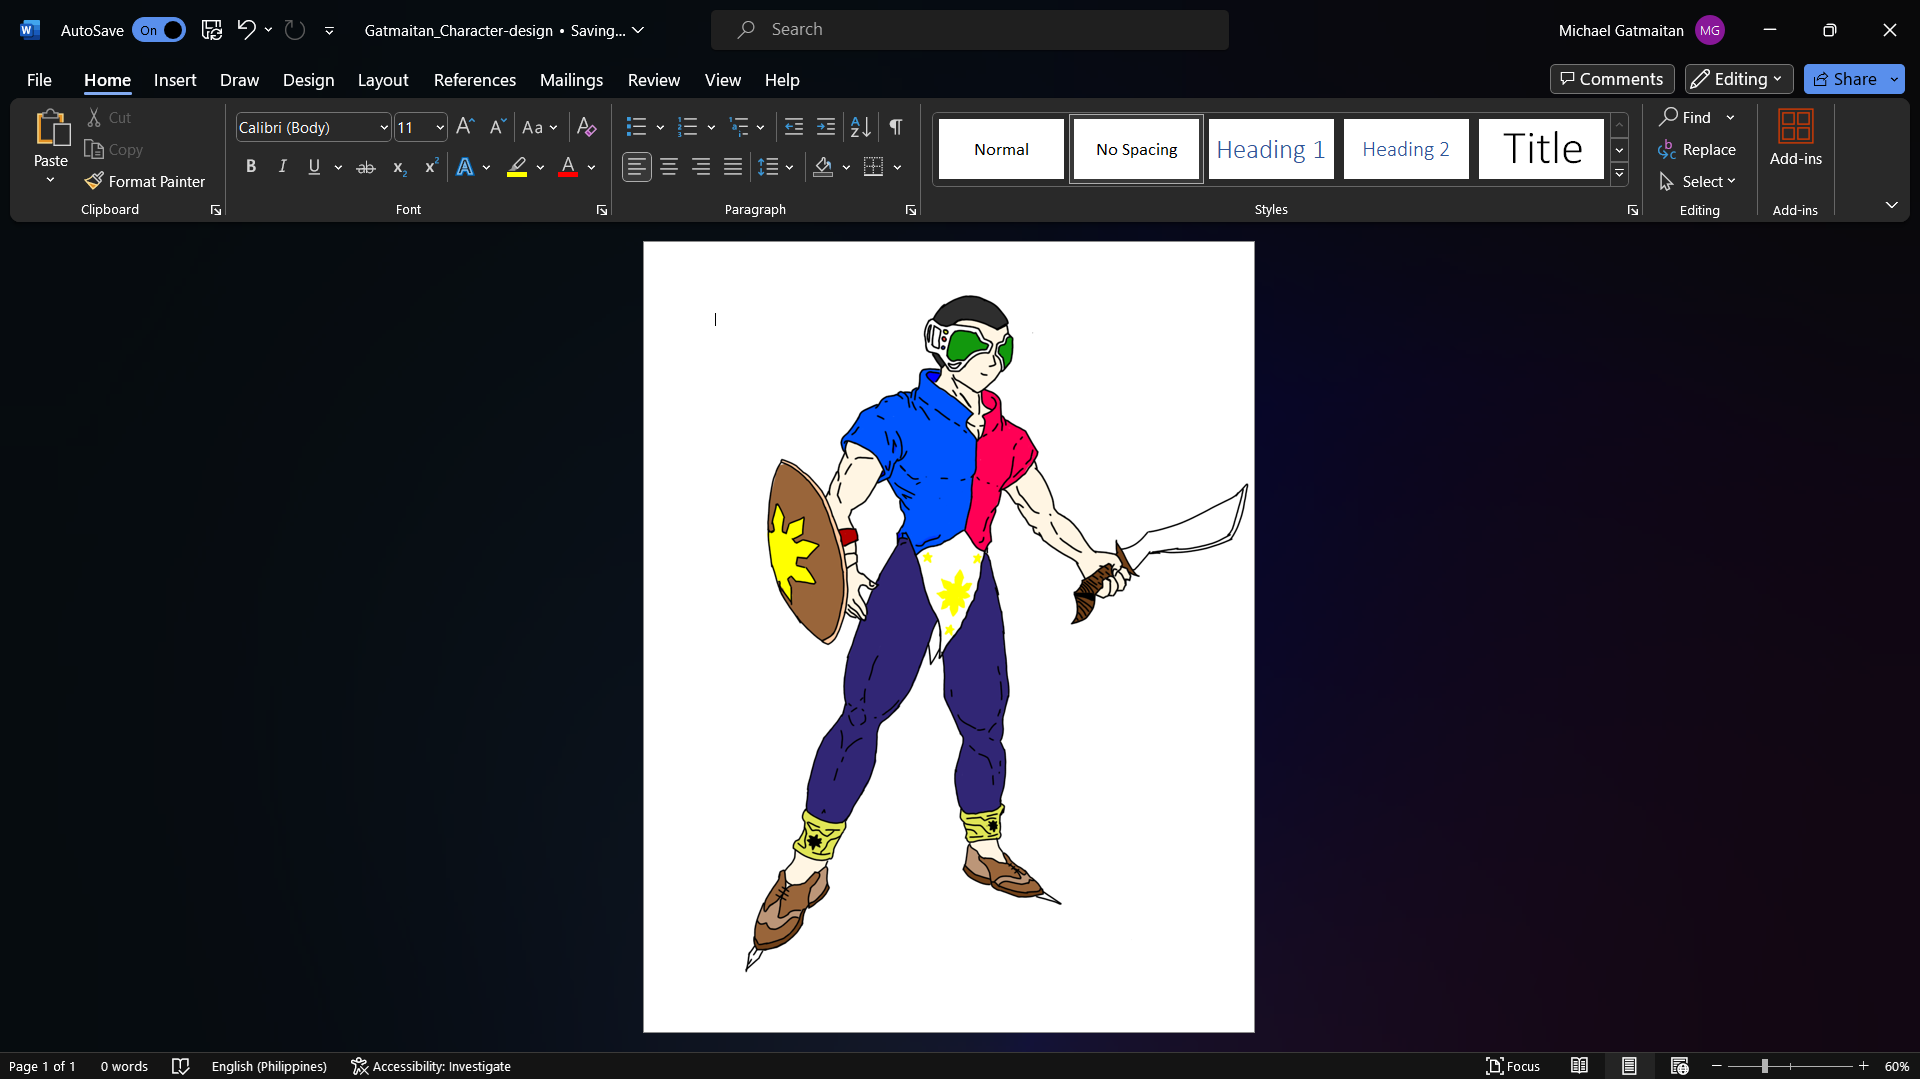 AutoSave On Gatmaitan_Character-design • Saving... Search Michael Gatmaitan MG
File Home Insert Draw Design Layout References Mailings Review View Help Comments Editing Share
Paste
Cut
Copy
Format Painter
Clipboard
Calibri (Body) 11
Font
Paragraph
Normal
No Spacing
Heading 1
Heading 2
Title
Styles
Find
Replace
Select
Editing
Add-ins
Add-ins
Page 1 of 1 0 words English (Philippines) Accessibility: Investigate Focus 60%